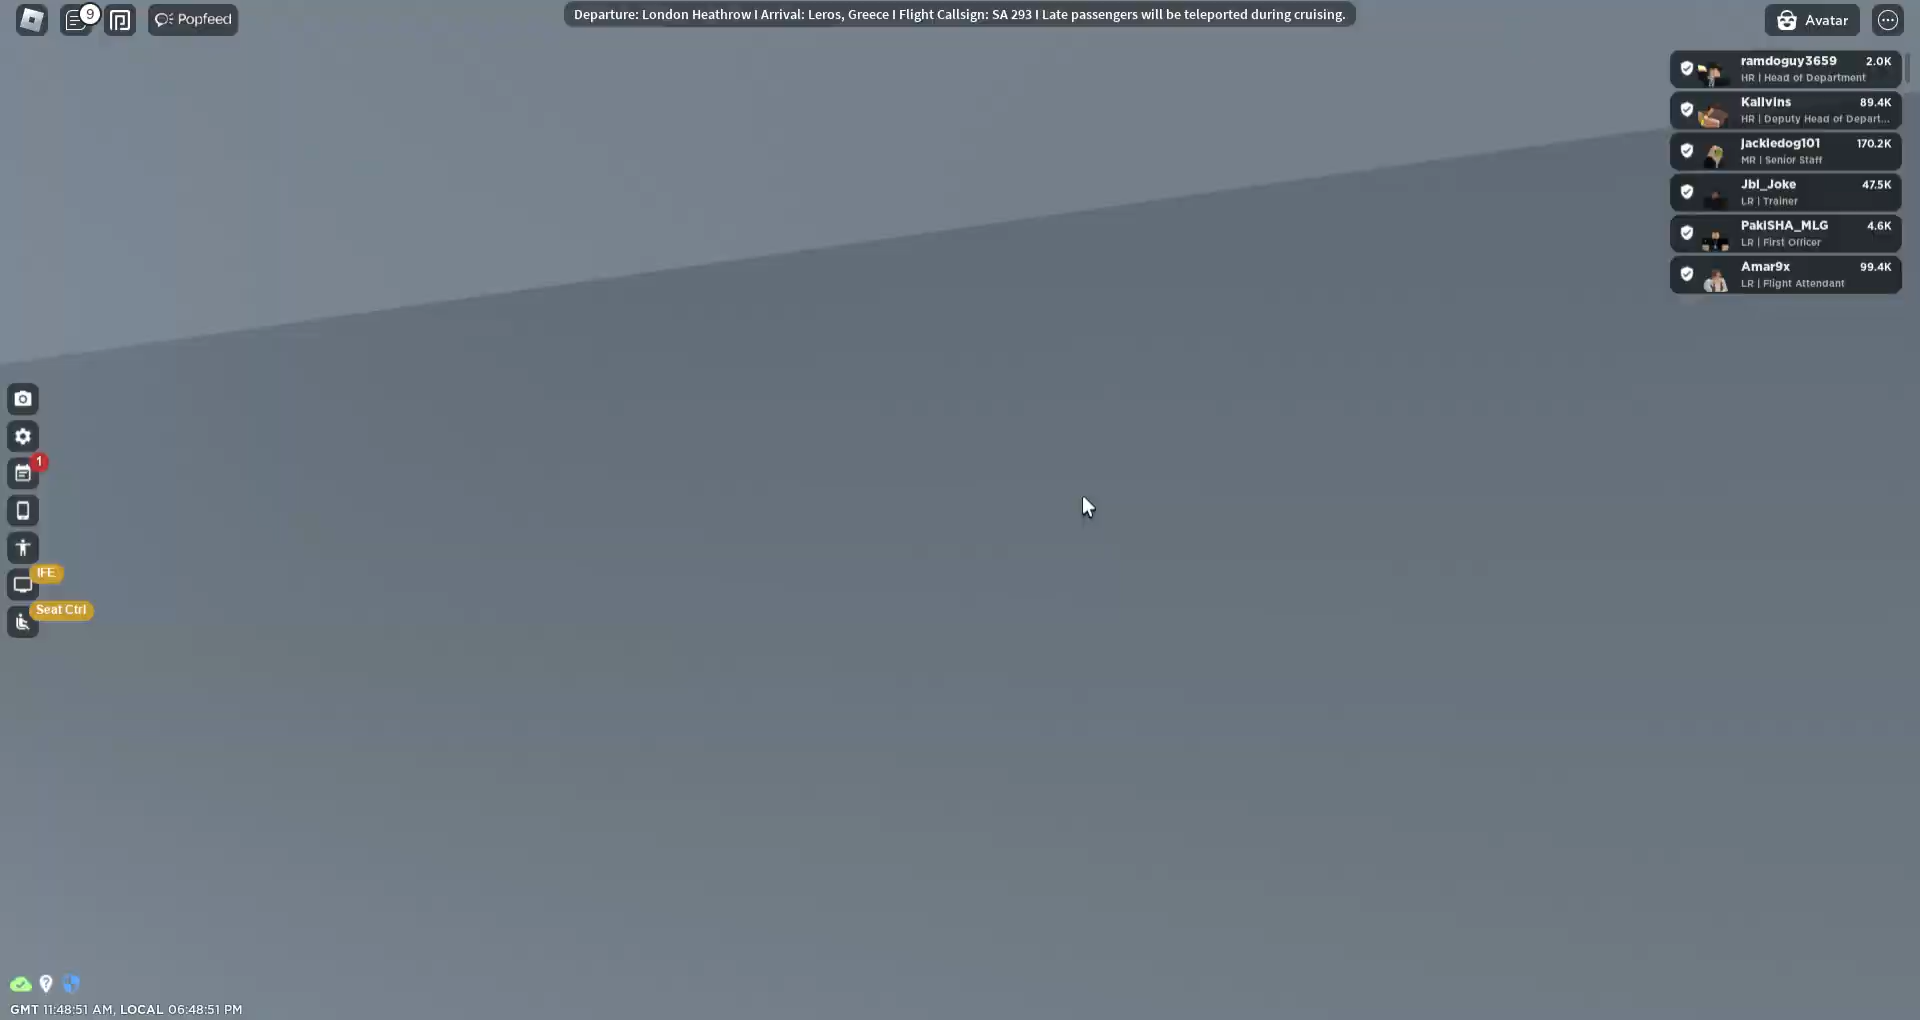 9
Popfeed
Departure: London Heathrow I Arrival: Leros, Greece I Flight Callsign: SA 293 I Late passengers will be teleported during cruising.
Avatar
ramdoguy3659 2.0K
HR | Head of Department
Kallvins 89.4K
HR | Deputy Head of Depart...
jackiedog101 170.2K
MR | Senior Staff
Jbl_Joke 47.5K
LR | Trainer
PakiSHA_MLG 4.6K
LR | First Officer
Amar9x 99.4K
LR | Flight Attendant
1
IFE
Seat Ctrl
GMT 11:48:51 AM, LOCAL 06:48:51 PM